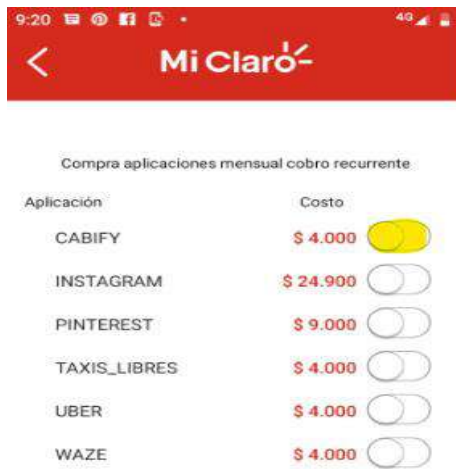 9:20 4G
Mi Claro
Compra aplicaciones mensual cobro recurrente
Aplicación Costo
CABIFY $ 4.000
INSTAGRAM $ 24.900
PINTEREST $ 9.000
TAXIS_LIBRES $ 4.000
UBER $ 4.000
WAZE $ 4.000